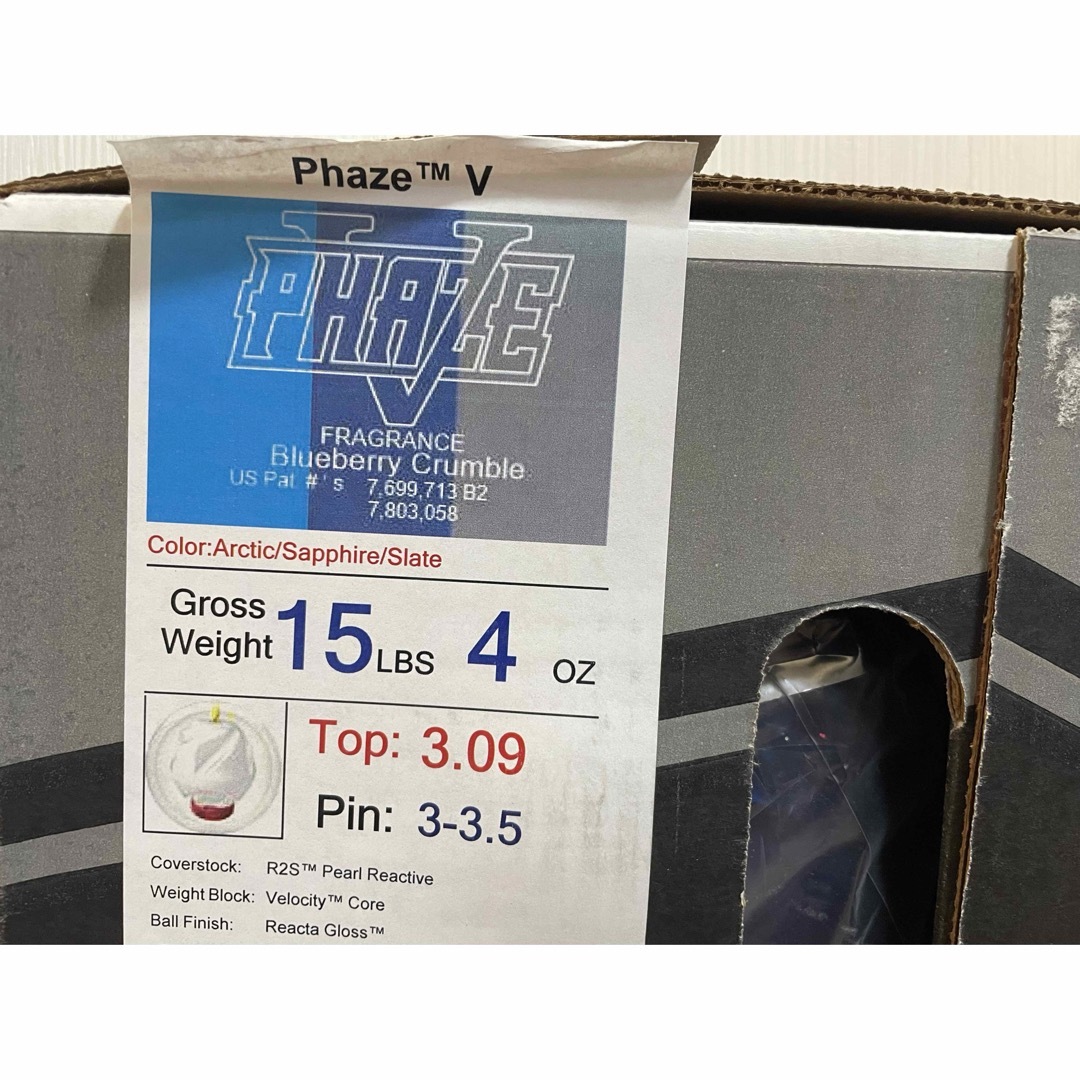 Phaze™ V
PHAZE V
FRAGRANCE
Blueberry Crumble
US Pat. #'s 7,699,713 B2
7,803,058
Color:Arctic/Sapphire/Slate
Gross Weight 15 LBS 4 OZ
Top: 3.09
Pin: 3-3.5
Coverstock: R2S™ Pearl Reactive
Weight Block: Velocity™ Core
Ball Finish: Reacta Gloss™